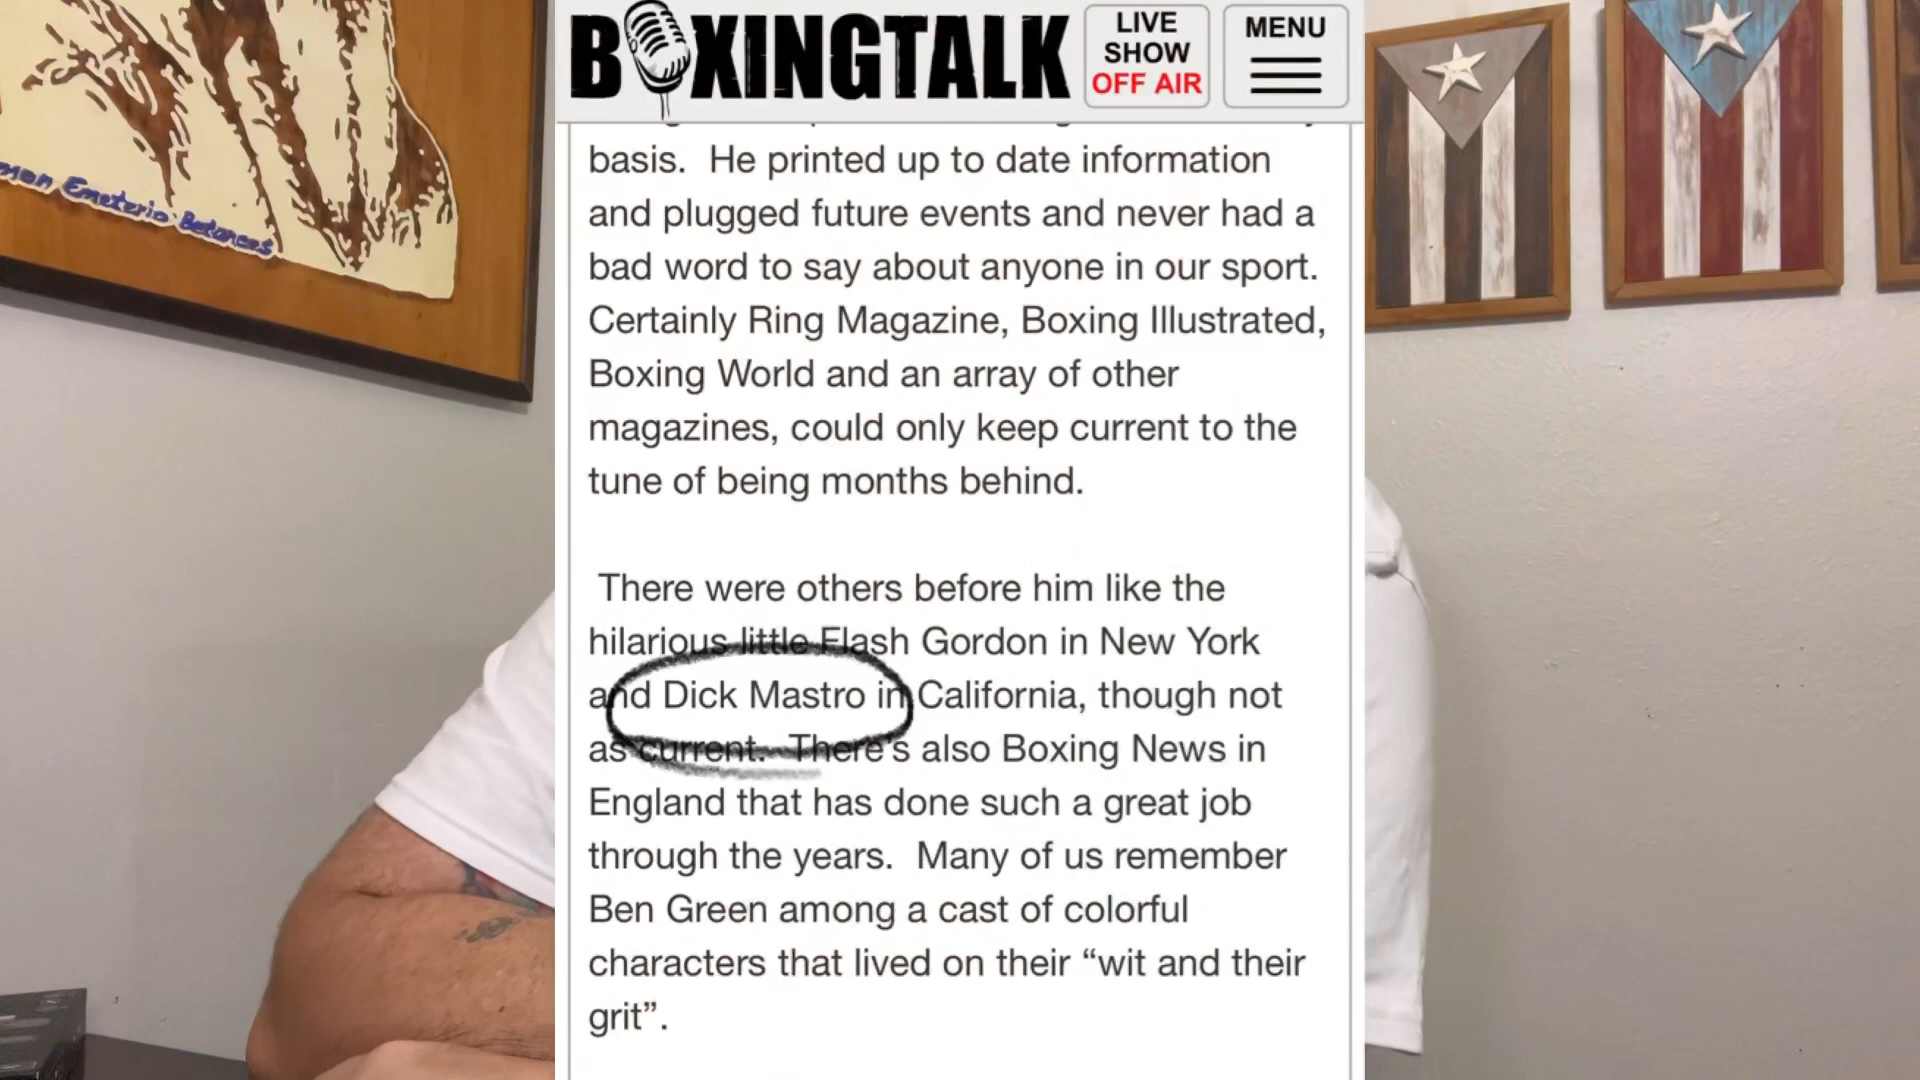 BOXINGTALK
LIVE
SHOW
OFF AIR
MENU
basis. He printed up to date information
and plugged future events and never had a
bad word to say about anyone in our sport.
Certainly Ring Magazine, Boxing Illustrated,
Boxing World and an array of other
magazines, could only keep current to the
tune of being months behind.
There were others before him like the
hilarious little Flash Gordon in New York
and Dick Mastro in California, though not
as current. There's also Boxing News in
England that has done such a great job
through the years. Many of us remember
Ben Green among a cast of colorful
characters that lived on their “wit and their
grit”.
Emeterio Betances